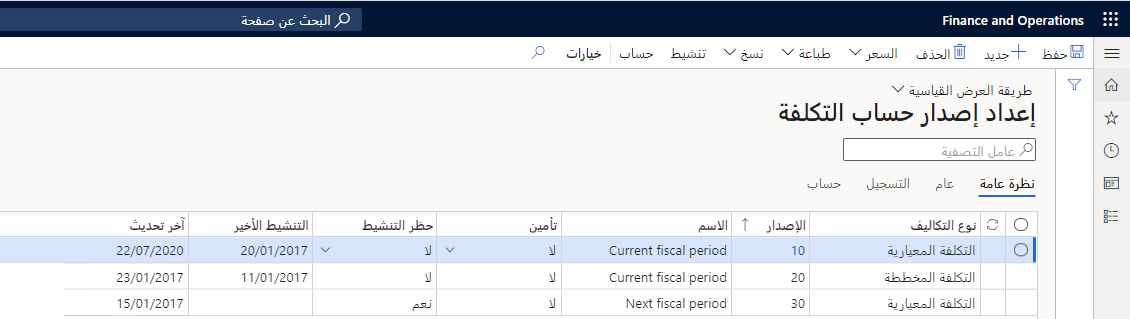 Finance and Operations
البحث عن صفحة
حفظ جديد الحذف السعر طباعة نسخ تنشيط حساب خيارات
طريقة العرض القياسية
إعداد إصدار حساب التكلفة
عامل التصفية
نظرة عامة عام التسجيل حساب
نوع التكاليف الإصدار الاسم تأمين حظر التنشيط التنشيط الأخير آخر تحديث
التكلفة المعيارية 10 Current fiscal period لا لا 20/01/2017 22/07/2020
التكلفة المخططة 20 Current fiscal period لا لا 11/01/2017 23/01/2017
التكلفة المعيارية 30 Next fiscal period لا نعم 15/01/2017